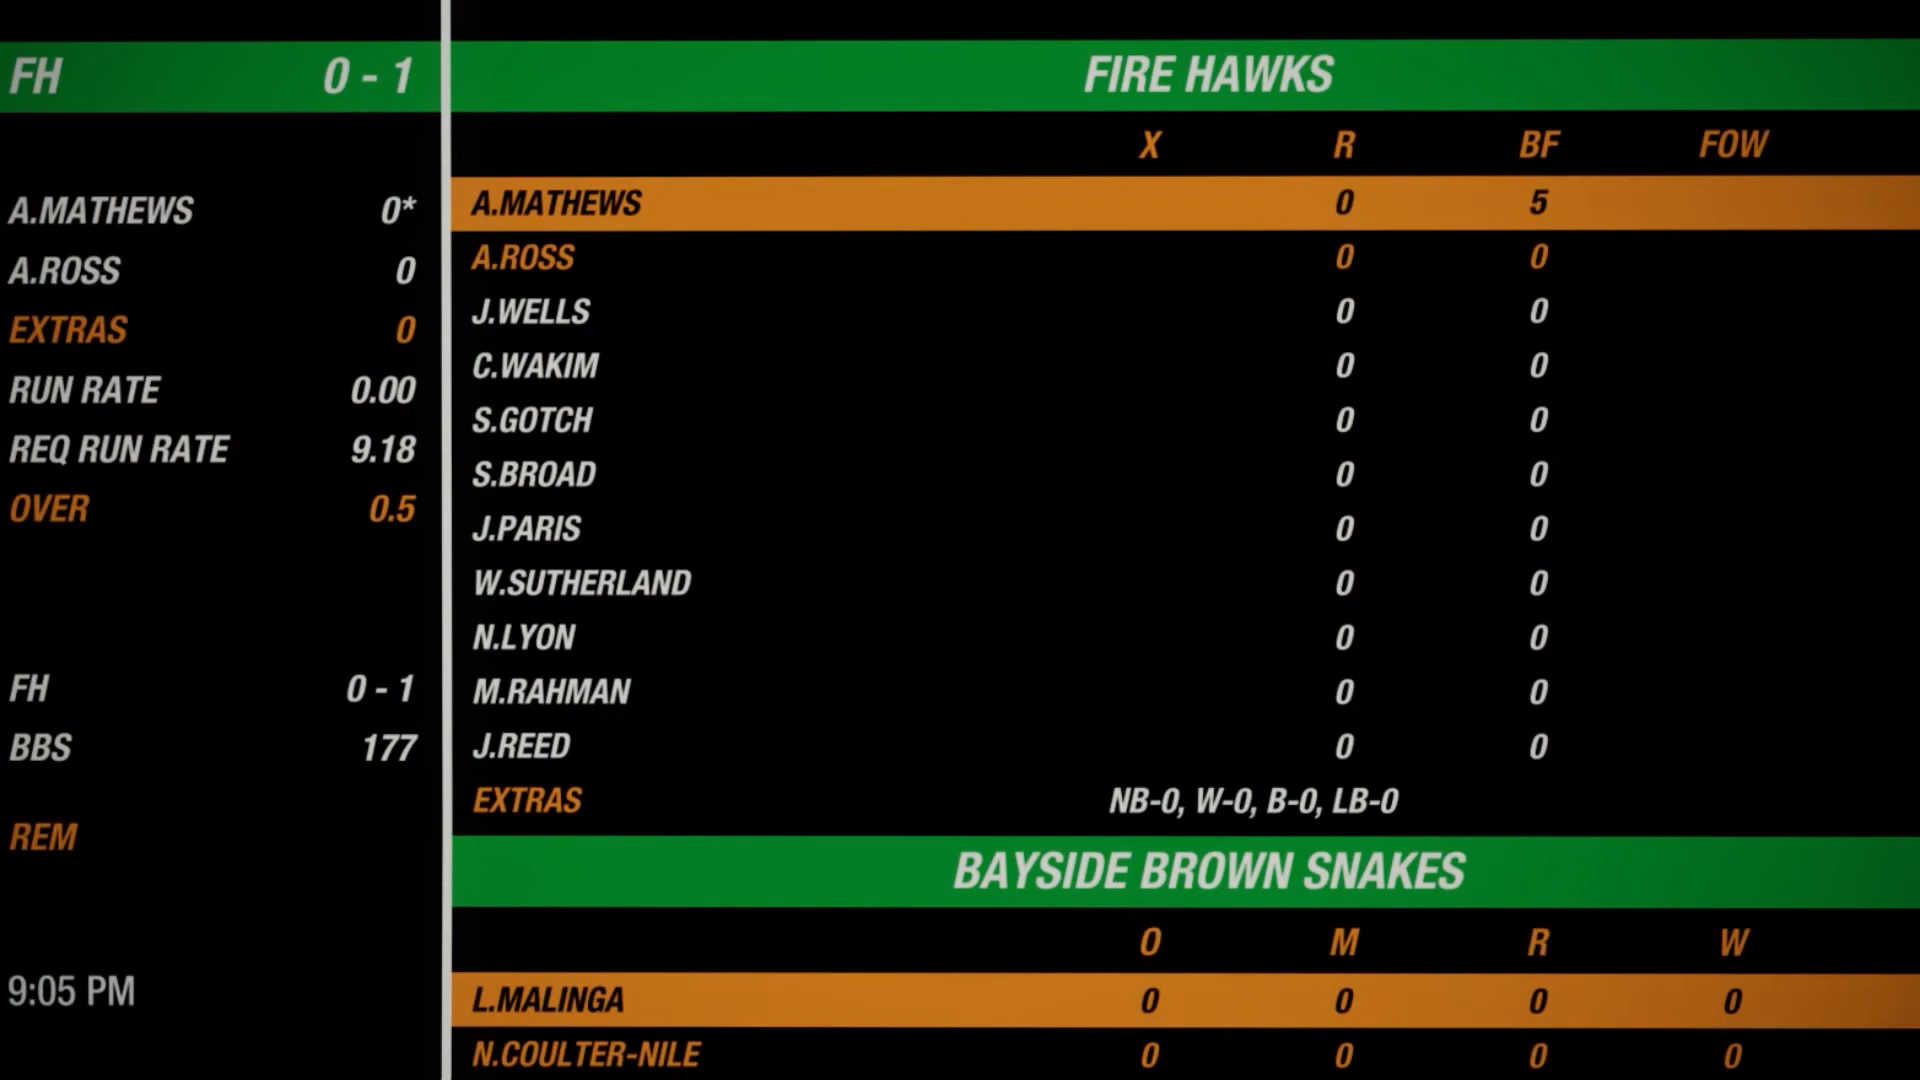 FH 0 - 1
A.MATHEWS 0*
A.ROSS 0
EXTRAS 0
RUN RATE 0.00
REQ RUN RATE 9.18
OVER 0.5
FH 0 - 1
BBS 177
REM
9:05 PM
FIRE HAWKS
X R BF FOW
A.MATHEWS 0 5
A.ROSS 0 0
J.WELLS 0 0
C.WAKIM 0 0
S.GOTCH 0 0
S.BROAD 0 0
J.PARIS 0 0
W.SUTHERLAND 0 0
N.LYON 0 0
M.RAHMAN 0 0
J.REED 0 0
EXTRAS NB-0, W-0, B-0, LB-0
BAYSIDE BROWN SNAKES
O M R W
L.MALINGA 0 0 0 0
N.COULTER-NILE 0 0 0 0